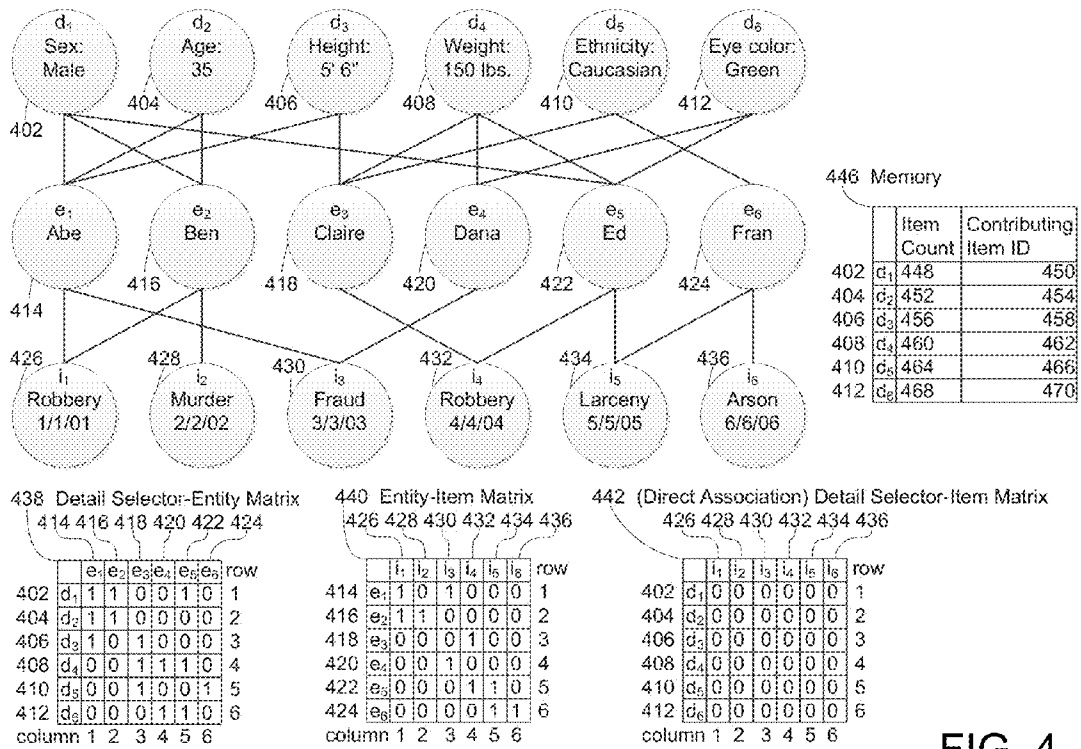 d1 d2 d3 d4 d5 d6
Sex: Age: Height: Weight: Ethnicity: Eye color:
Male 35 5' 6" 150 lbs. Caucasian Green
402 404 406 408 410 412
e1 e2 e3 e4 e5 e6
Abe Ben Claire Dana Ed Fran
414 416 418 420 422 424
446 Memory
Item Contributing
Count Item ID
402 d1 448 450
404 d2 452 454
406 d3 456 458
408 d4 460 462
410 d5 464 466
412 d6 468 470
426 428 430 432 434 436
i1 i2 i3 i4 i5 i6
Robbery Murder Fraud Robbery Larceny Arson
1/1/01 2/2/02 3/3/03 4/4/04 5/5/05 6/6/06
438 Detail Selector-Entity Matrix
414 416 418 420 422 424
e1 e2 e3 e4 e5 e6 row
402 d1 1 1 0 0 1 0 1
404 d2 1 1 0 0 0 0 2
406 d3 1 0 1 0 0 0 3
408 d4 0 0 1 1 1 0 4
410 d5 0 0 1 0 0 1 5
412 d6 0 0 0 1 1 0 6
column 1 2 3 4 5 6
440 Entity-Item Matrix
426 428 430 432 434 436
i1 i2 i3 i4 i5 i6 row
414 e1 1 0 1 0 0 0 1
416 e2 1 1 0 0 0 0 2
418 e3 0 0 0 1 0 0 3
420 e4 0 0 1 0 0 0 4
422 e5 0 0 0 1 1 0 5
424 e6 0 0 0 0 1 1 6
column 1 2 3 4 5 6
442 (Direct Association) Detail Selector-Item Matrix
426 428 430 432 434 436
i1 i2 i3 i4 i5 i6 row
402 d1 0 0 0 0 0 0 1
404 d2 0 0 0 0 0 0 2
406 d3 0 0 0 0 0 0 3
408 d4 0 0 0 0 0 0 4
410 d5 0 0 0 0 0 0 5
412 d6 0 0 0 0 0 0 6
column 1 2 3 4 5 6
FIG. 4